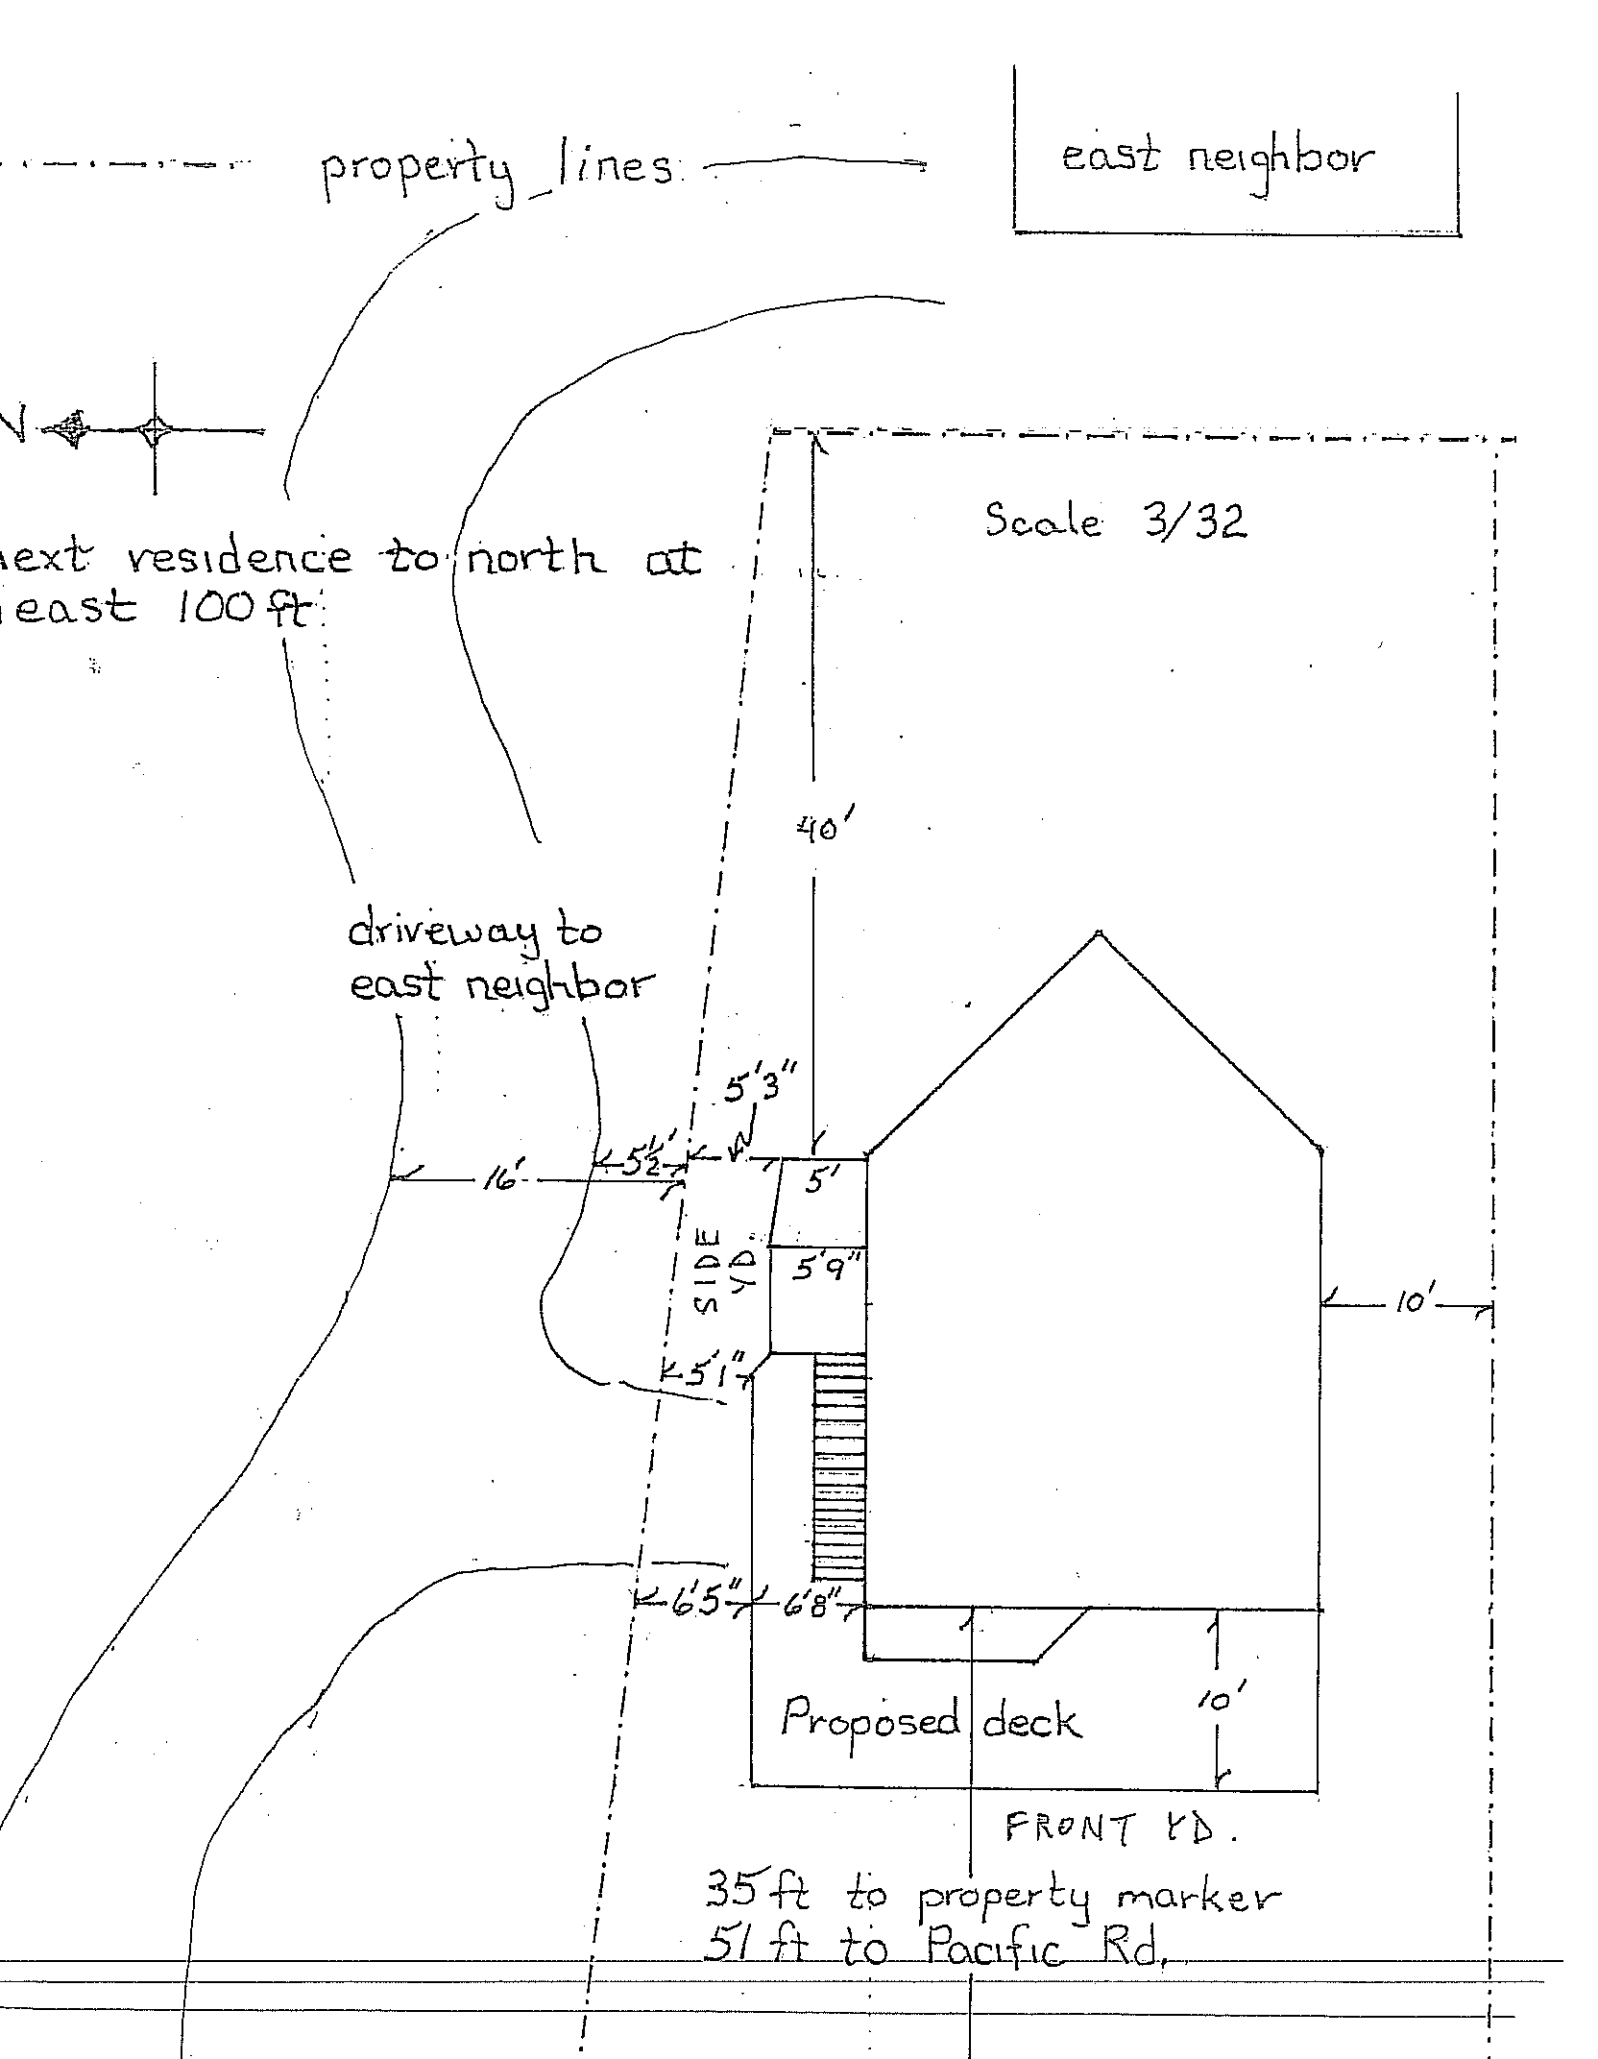 property lines
east neighbor
N
Scale 3/32
next residence to north at
least 100 ft
40'
driveway to
east neighbor
5'3"
5½'
16'
5'
5'9"
SIDE
YD.
10'
5'1"
6'5"
6'8"
Proposed deck
10'
FRONT YD.
35 ft to property marker
51 ft to Pacific Rd.